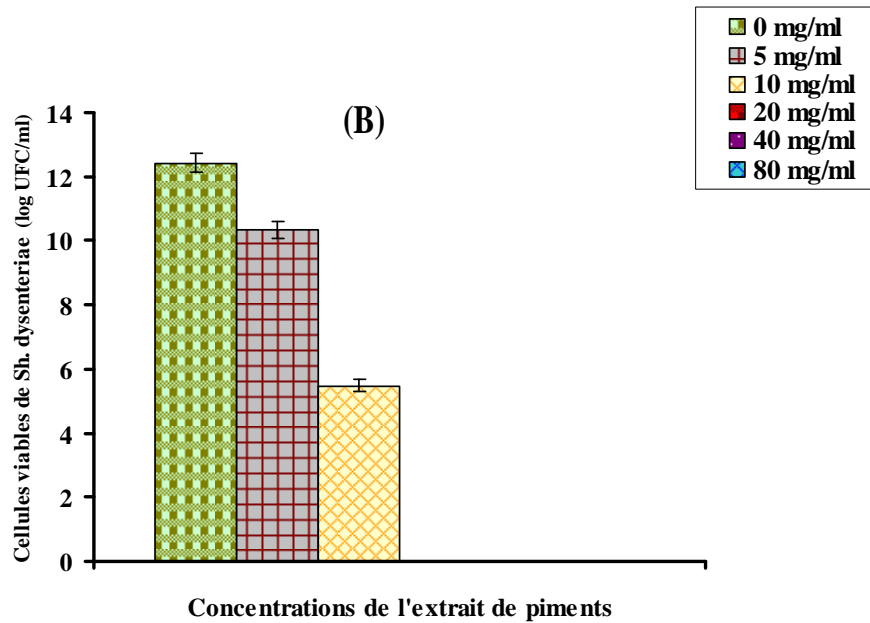 0 mg/ml
5 mg/ml
10 mg/ml
20 mg/ml
40 mg/ml
80 mg/ml
(B)
Cellules viables de Sh. dysenteriae (log UFC/ml)
14
12
10
8
6
4
2
0
Concentrations de l'extrait de piments